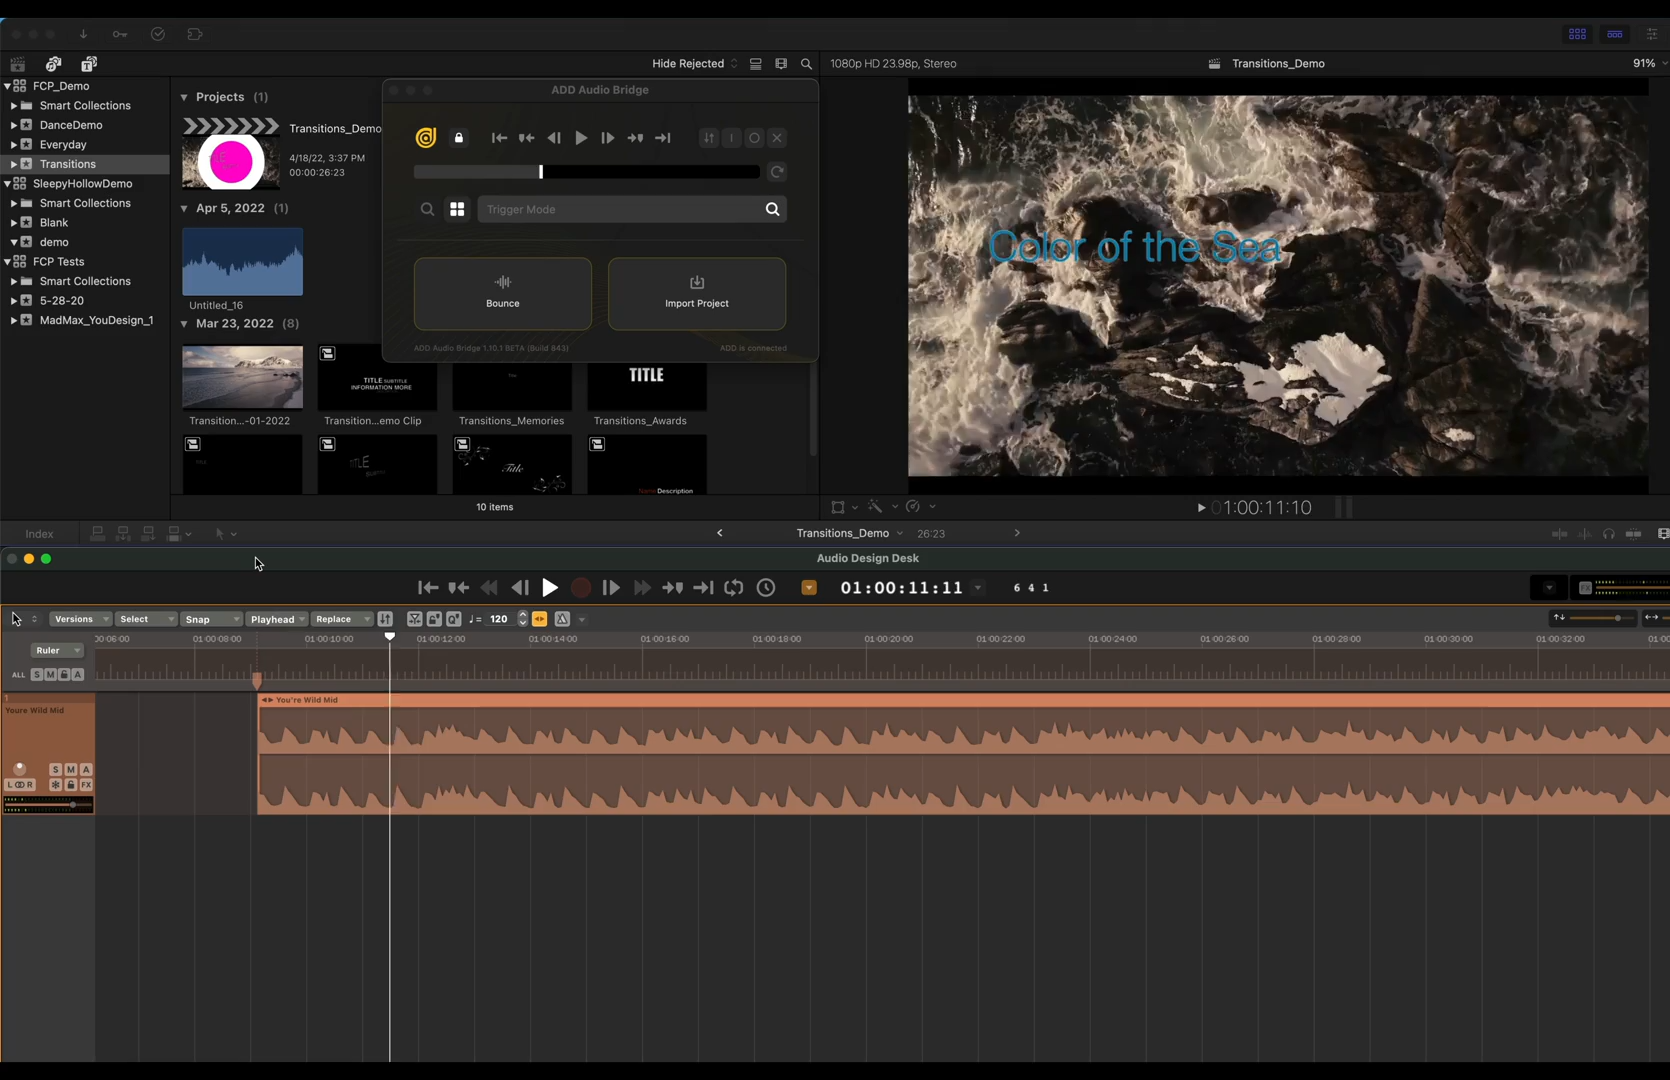 Hide Rejected
1080p HD 23.98p, Stereo
Transitions_Demo
91%
FCP_Demo
Smart Collections
DanceDemo
Everyday
Transitions
SleepyHollowDemo
Smart Collections
Blank
demo
FCP Tests
Smart Collections
5-28-20
MadMax_YouDesign_1
Projects (1)
Transitions_Demo
4/18/22, 3:37 PM
00:00:26:23
Apr 5, 2022 (1)
Untitled_16
Mar 23, 2022 (8)
ADD Audio Bridge
Trigger Mode
Bounce
Import Project
ADD Audio Bridge 1.10.1 BETA (Build 843)
ADD is connected
TITLE SUBTITLE
INFORMATION MORE
TITLE
Transition...-01-2022
Transition...emo Clip
Transitions_Memories
Transitions_Awards
TITLE
Title
Name Description
10 items
Color of the Sea
01:00:11:10
Index
Transitions_Demo
26:23
Audio Design Desk
01:00:11:11
6 4 1
Versions
Select
Snap
Playhead
Replace
120
00:06:00
01:00:08:00
01:00:10:00
01:00:12:00
01:00:14:00
01:00:16:00
01:00:18:00
01:00:20:00
01:00:22:00
01:00:24:00
01:00:26:00
01:00:28:00
01:00:30:00
01:00:32:00
01:00
Ruler
ALL S M A
1
Youre Wild Mid
You're Wild Mid
S M A
L R
FX